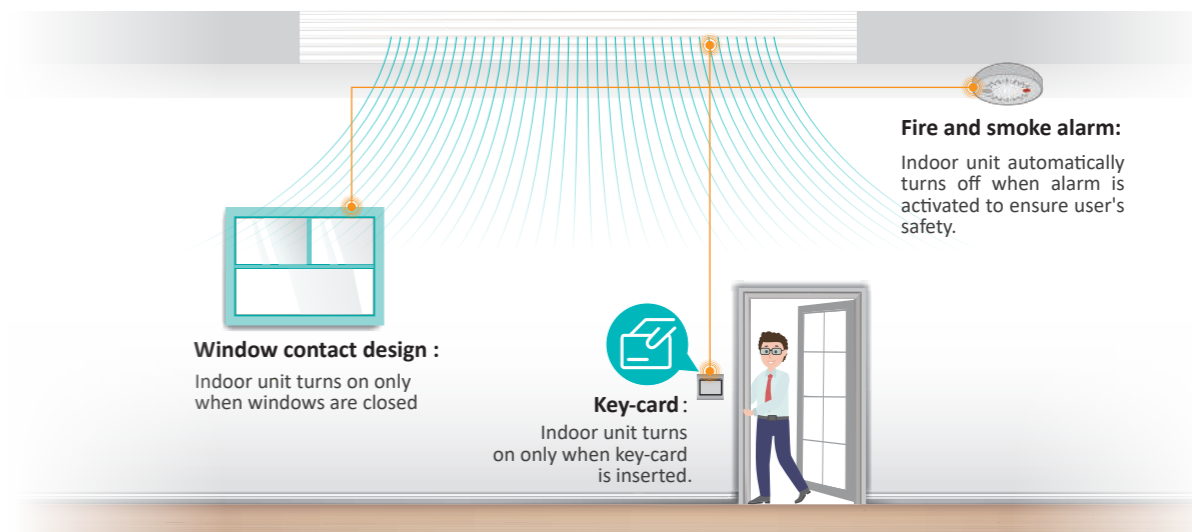 Fire and smoke alarm:
Indoor unit automatically
turns off when alarm is
activated to ensure user's
safety.
Window contact design :
Indoor unit turns on only
when windows are closed
Key-card :
Indoor unit turns
on only when key-card
is inserted.